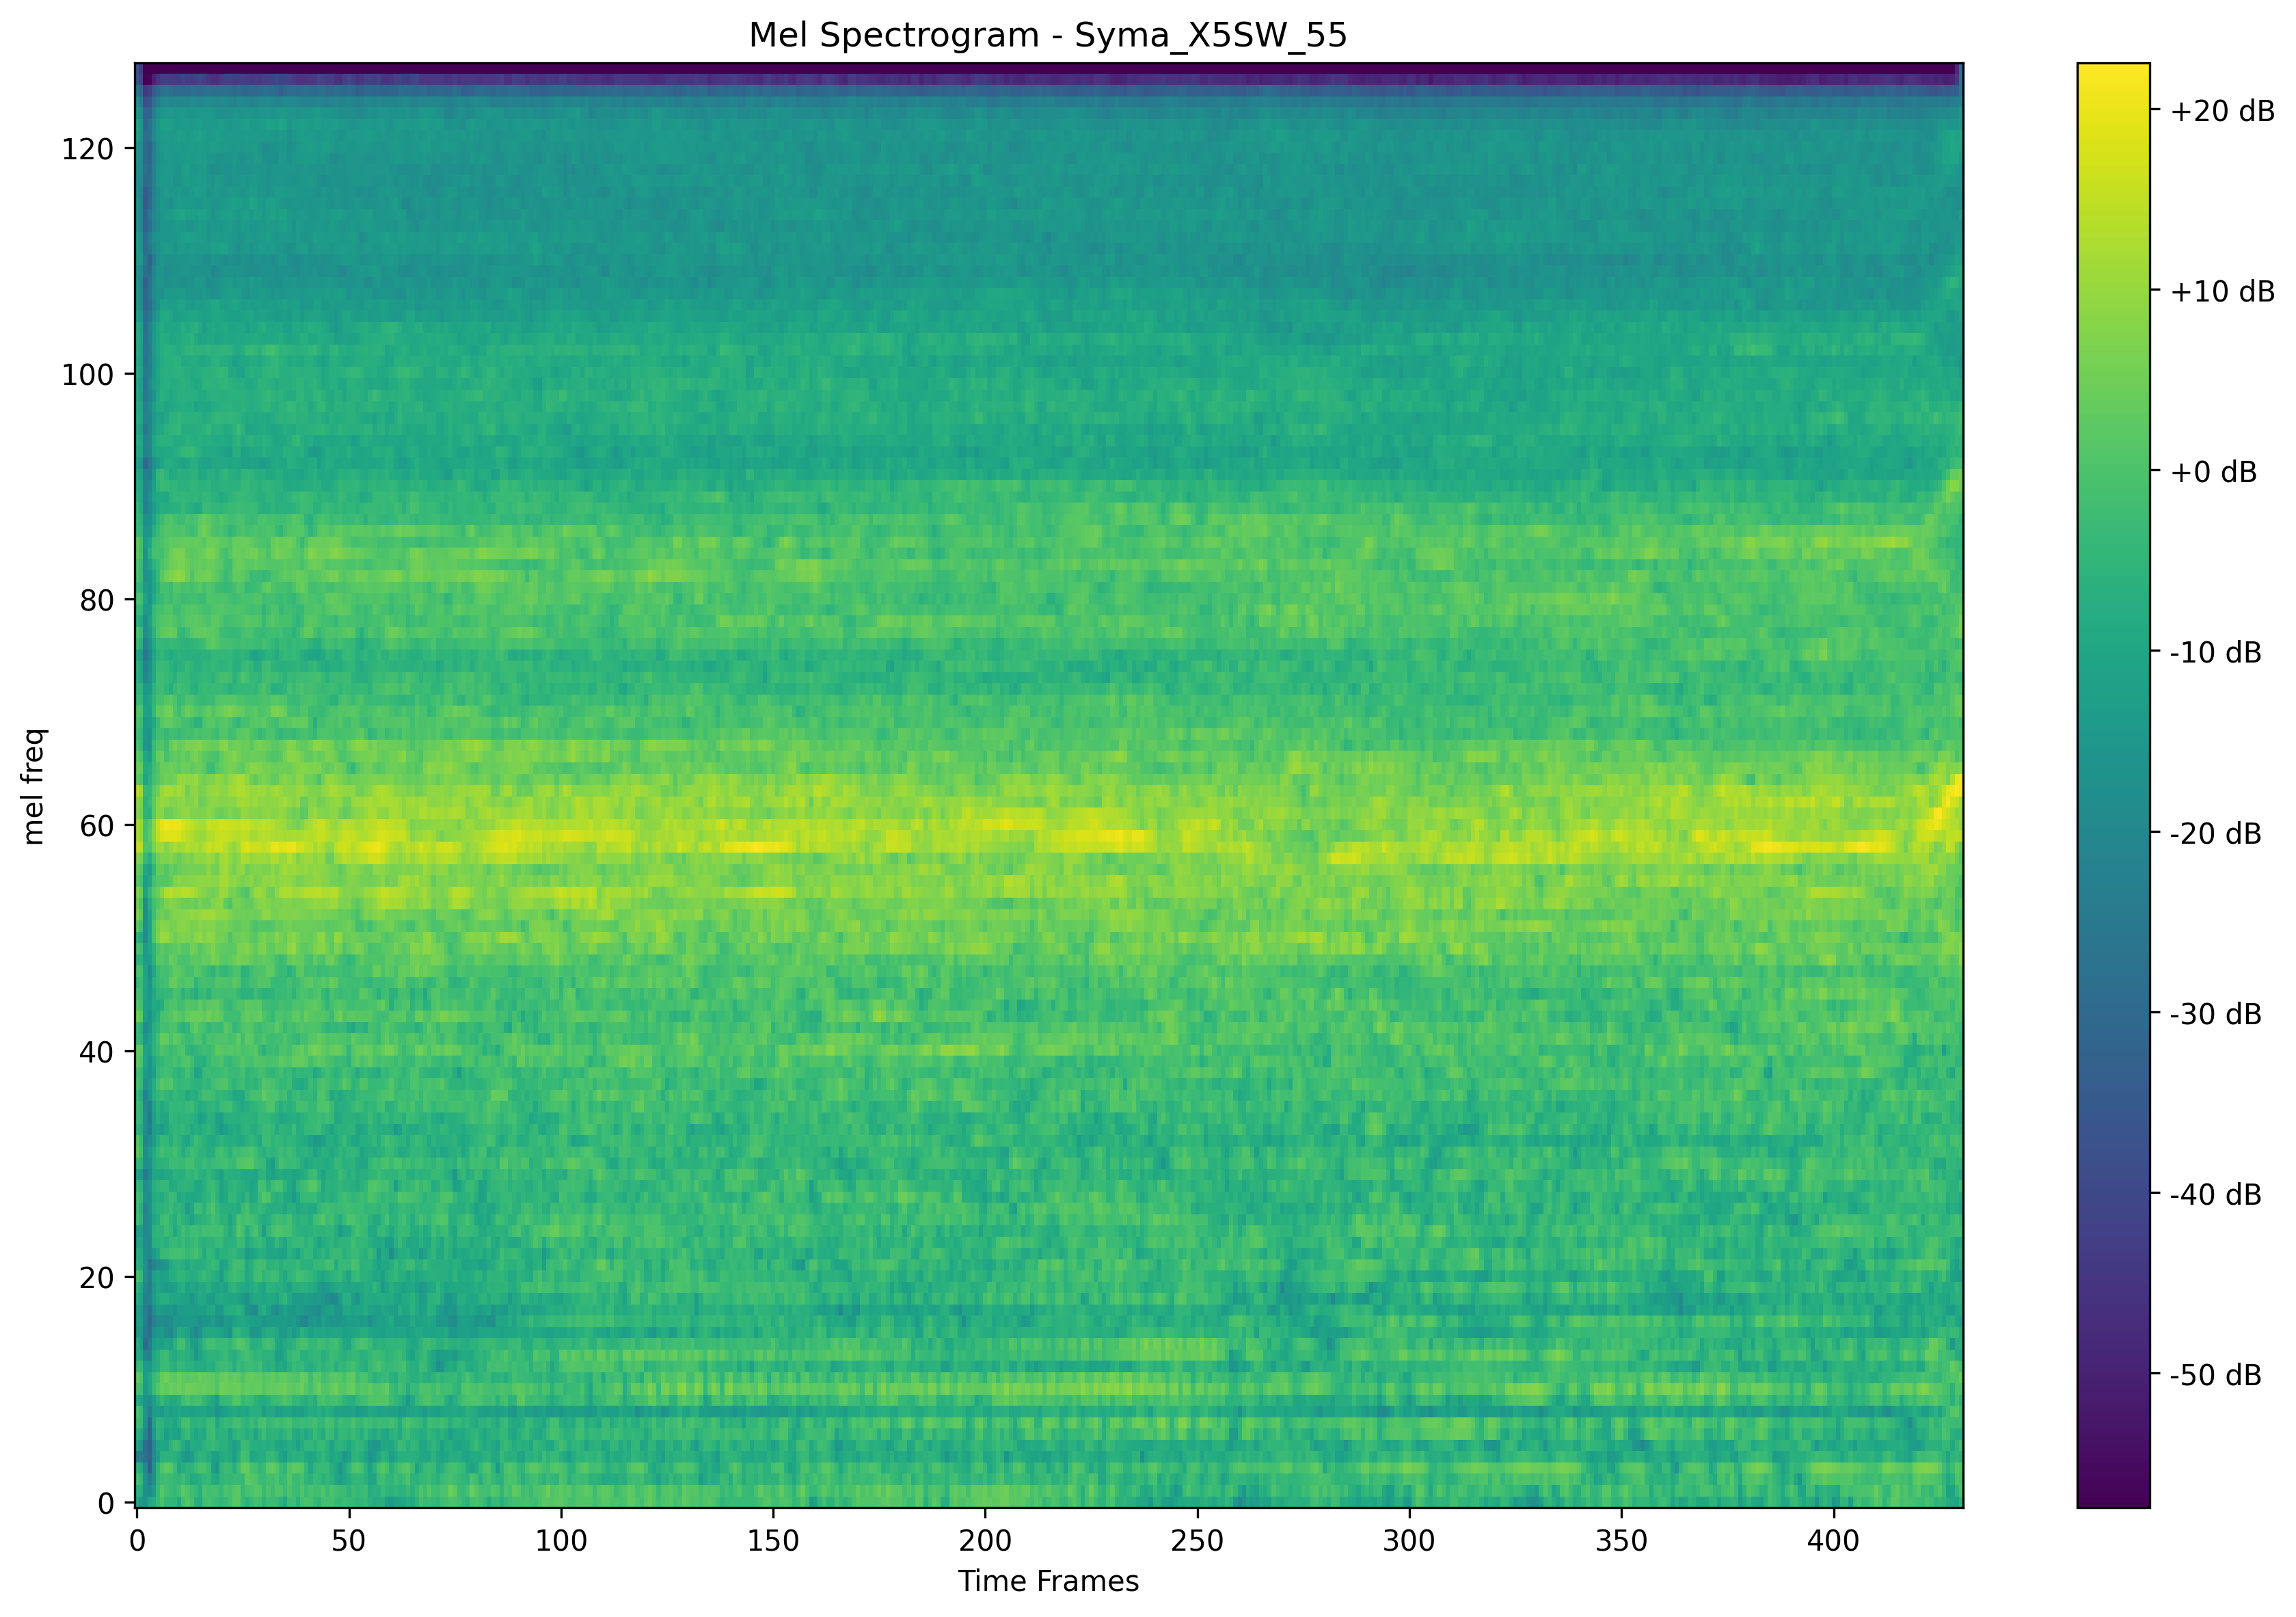 Mel Spectrogram - Syma_X5SW_55
mel freq
120
100
80
60
40
20
0
0 50 100 150 200 250 300 350 400
Time Frames
+20 dB
+10 dB
+0 dB
-10 dB
-20 dB
-30 dB
-40 dB
-50 dB